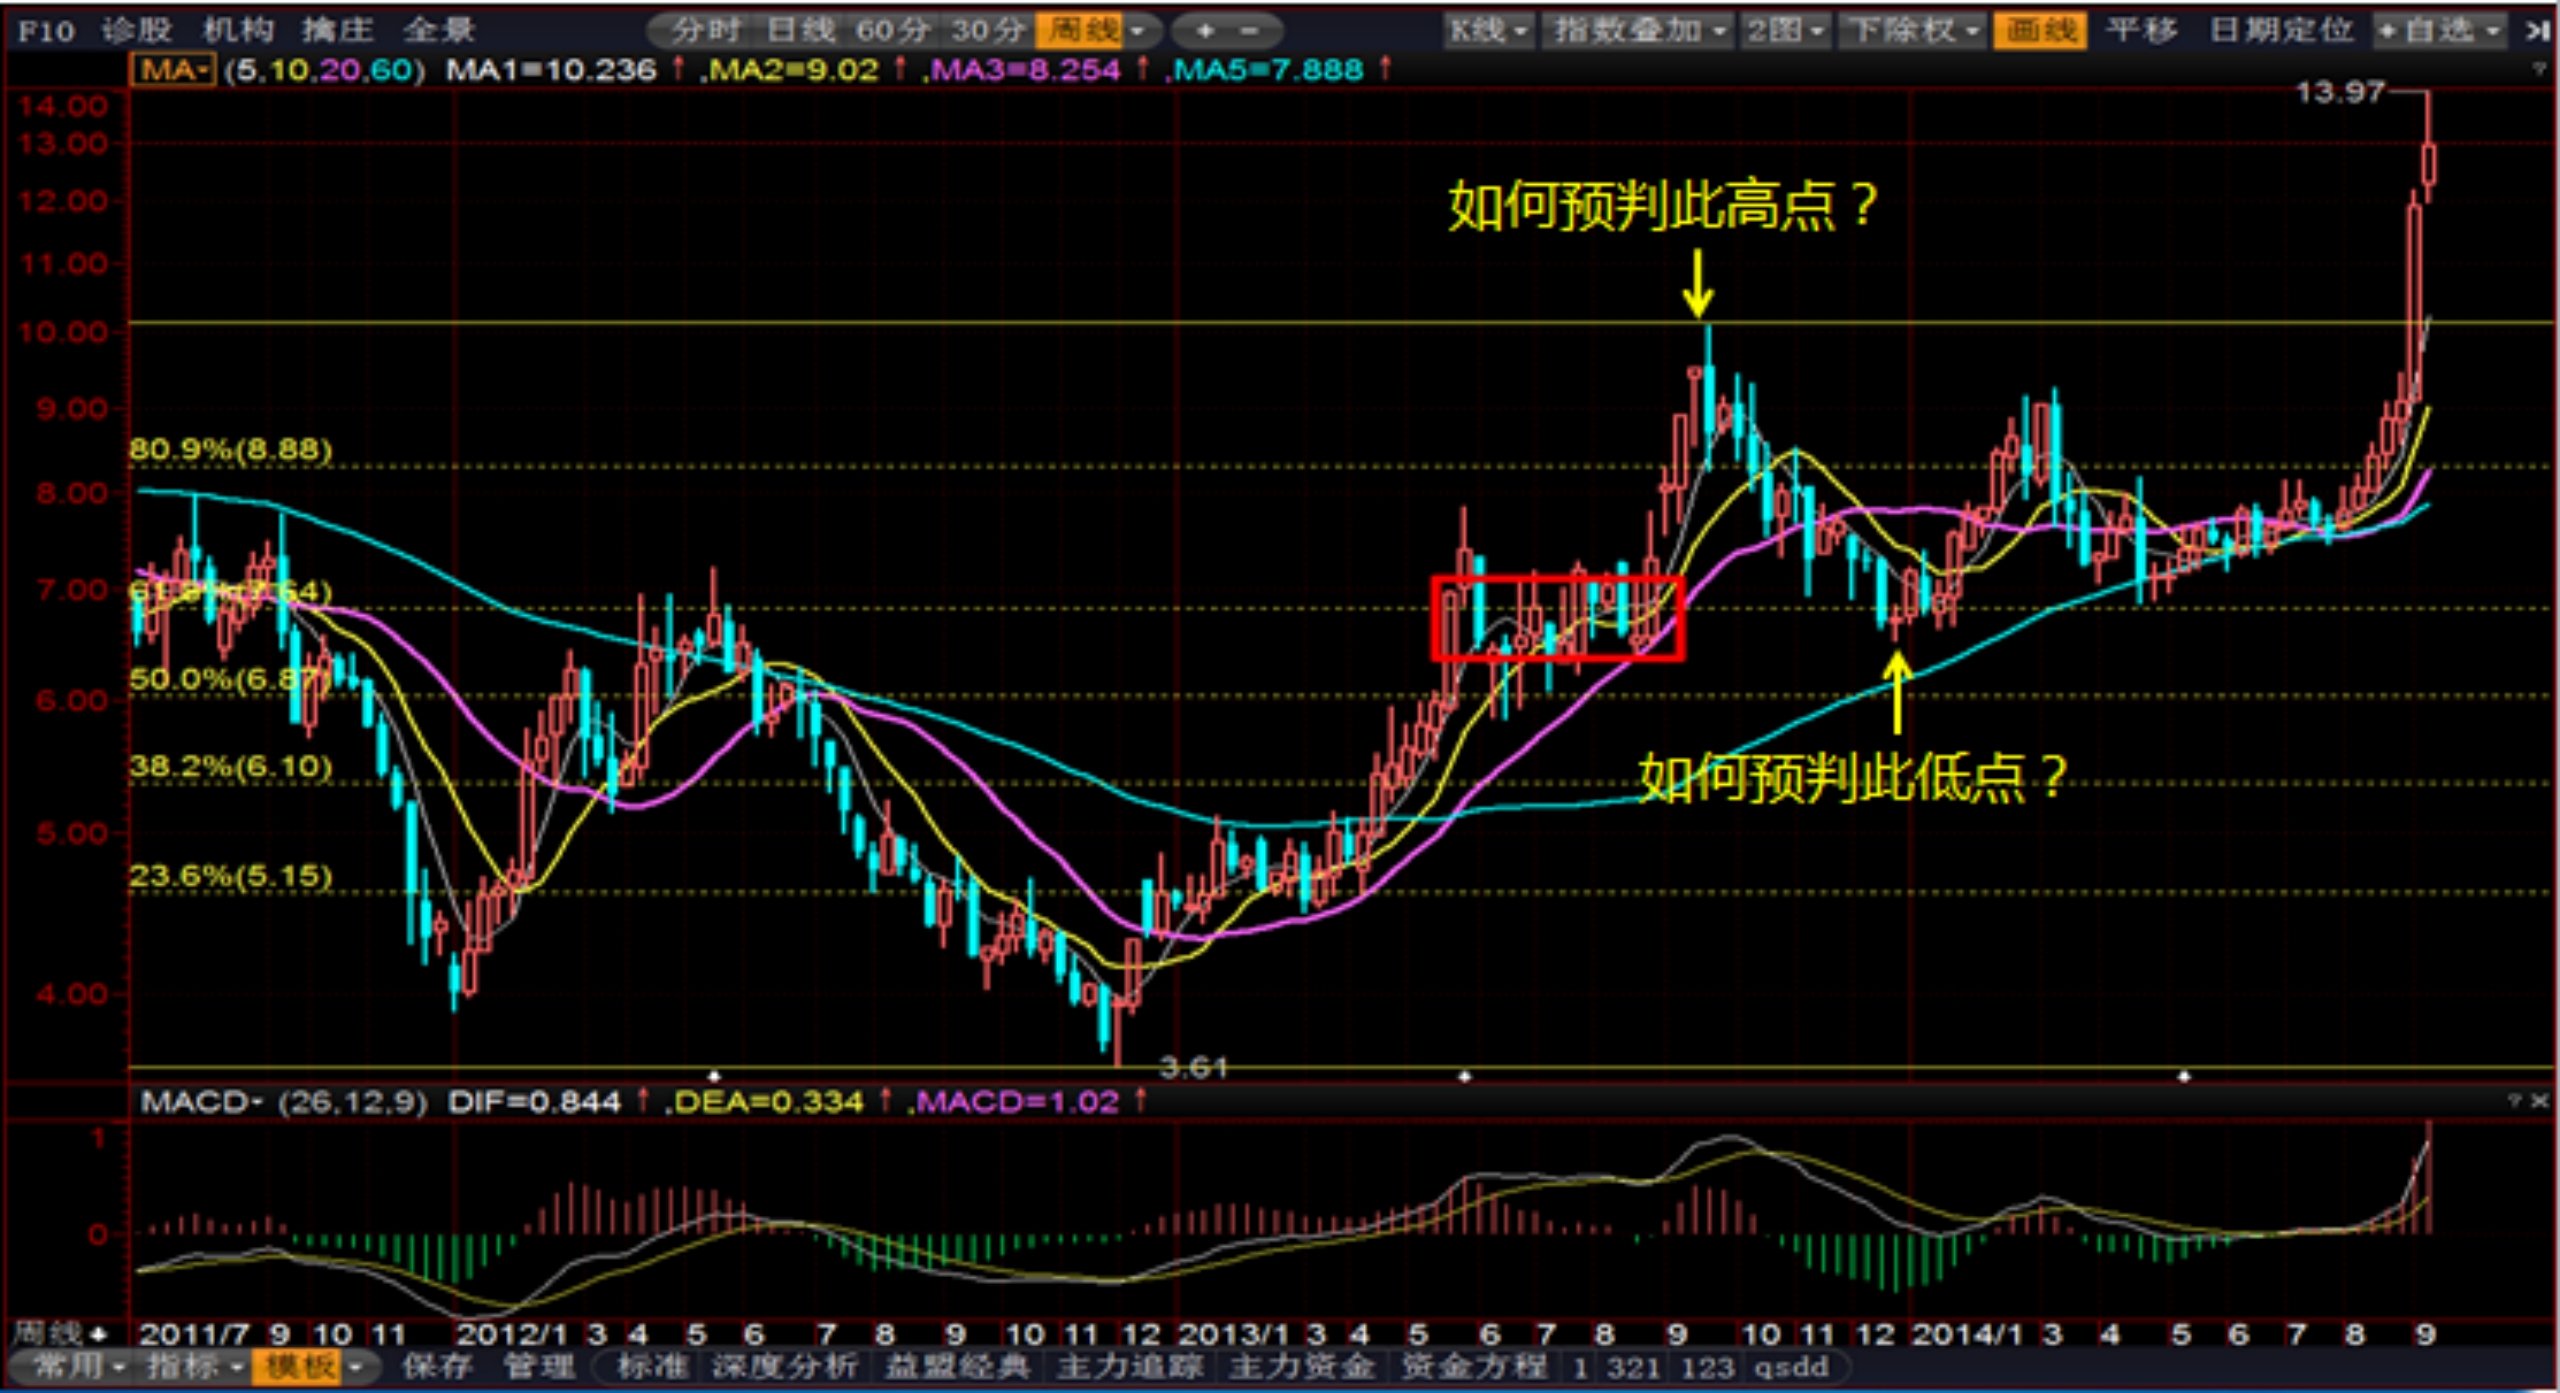 F10 诊股 机构 擒庄 全景 分时 日线 60分 30分 周线 + - K线 指数叠加 2图 下除权 画线 平移 日期定位 +自选
MA (5,10,20,60) MA1=10.236↑ ,MA2=9.02↑ ,MA3=8.254↑ ,MA5=7.888↑ ?
13.97
14.00
13.00
如何预判此高点？
12.00
11.00
10.00
9.00
80.9%(8.88)
8.00
7.00
50.0%(6.87)
6.00
38.2%(6.10)
如何预判此低点？
5.00
23.6%(5.15)
4.00
3.61
MACD (26,12,9) DIF=0.844↑ ,DEA=0.334↑ ,MACD=1.02↑ ? ×
1
0
周线 2011/7 9 10 11 2012/1 3 4 5 6 7 8 9 10 11 12 2013/1 3 4 5 6 7 8 9 10 11 12 2014/1 3 4 5 6 7 8 9
常用 指标 模板 保存 管理 标准 深度分析 益盟经典 主力追踪 主力资金 资金方程 1 321 123 qsdd